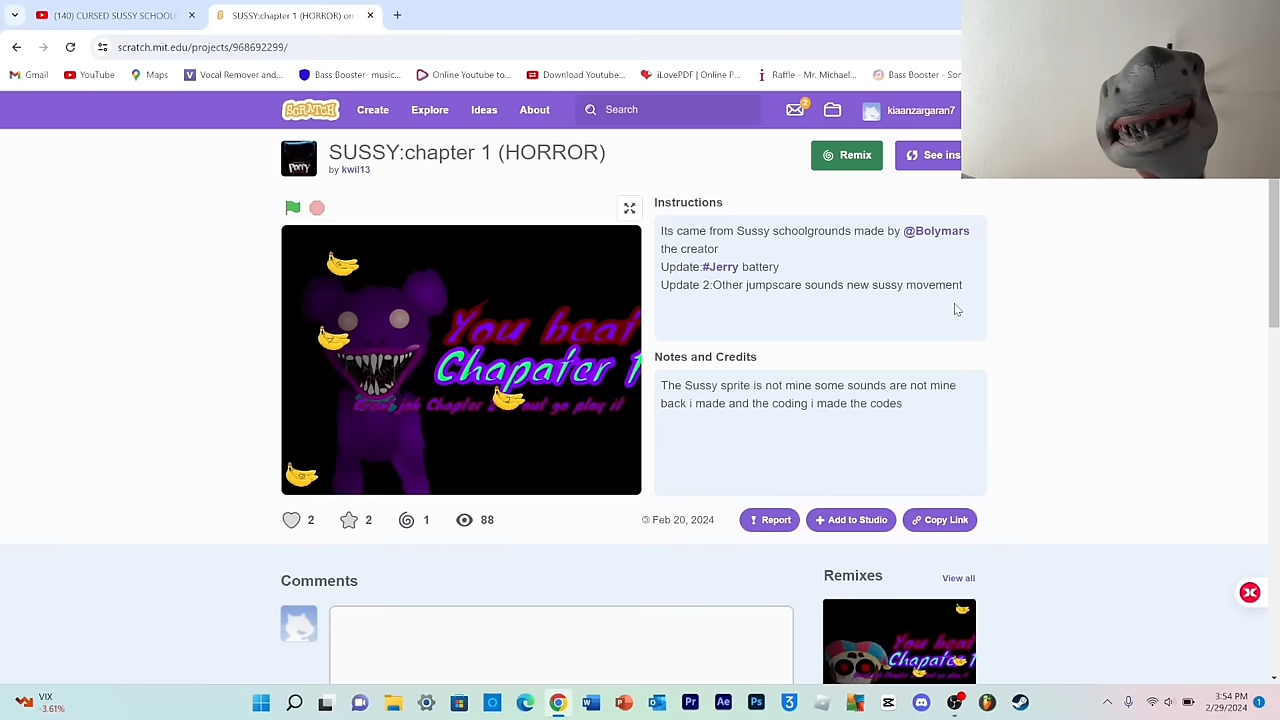 (140) CURSED SUSSY SCHOOL
SUSSY:chapter 1 (HORROR) on
scratch.mit.edu/projects/968692299/
Gmail
YouTube
Maps
Vocal Remover and...
Bass Booster- music...
Online Youtube to...
Download Youtube...
iLovePDF | Online P...
Raffle - Mr. Michael...
Bass Booster - Son
SCRATCH
Create
Explore
Ideas
About
Search
2
kiaanzargaran7
SUSSY:chapter 1 (HORROR)
by kwil13
Remix
See ins
Instructions
Its came from Sussy schoolgrounds made by @Bolymars
the creator
Update:#Jerry battery
Update 2:Other jumpscare sounds new sussy movement
You beat
Chapater 1
Notes and Credits
The Sussy sprite is not mine some sounds are not mine
back i made and the coding i made the codes
2
2
1
88
© Feb 20, 2024
Report
Add to Studio
Copy Link
Comments
Remixes
View all
You beat
Chapater 1
VIX
-3.61%
3:54 PM
2/29/2024